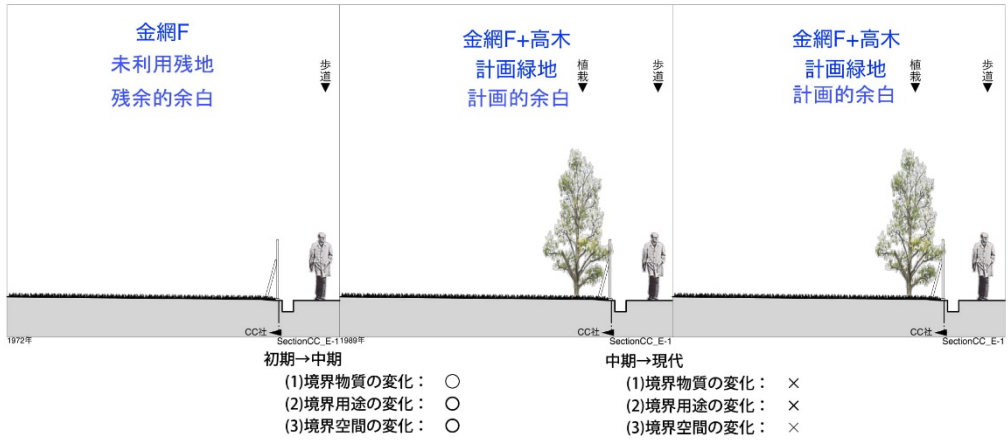 金網F
未利用残地
残余的余白
歩道
CC社
1972年
SectionCC_E-1
金網F+高木
計画緑地
計画的余白
植栽
歩道
CC社
1989年
SectionCC_E-1
金網F+高木
計画緑地
計画的余白
植栽
歩道
CC社
SectionCC_E-1
初期→中期
(1)境界物質の変化： ○
(2)境界用途の変化： ○
(3)境界空間の変化： ○
中期→現代
(1)境界物質の変化： ×
(2)境界用途の変化： ×
(3)境界空間の変化： ×